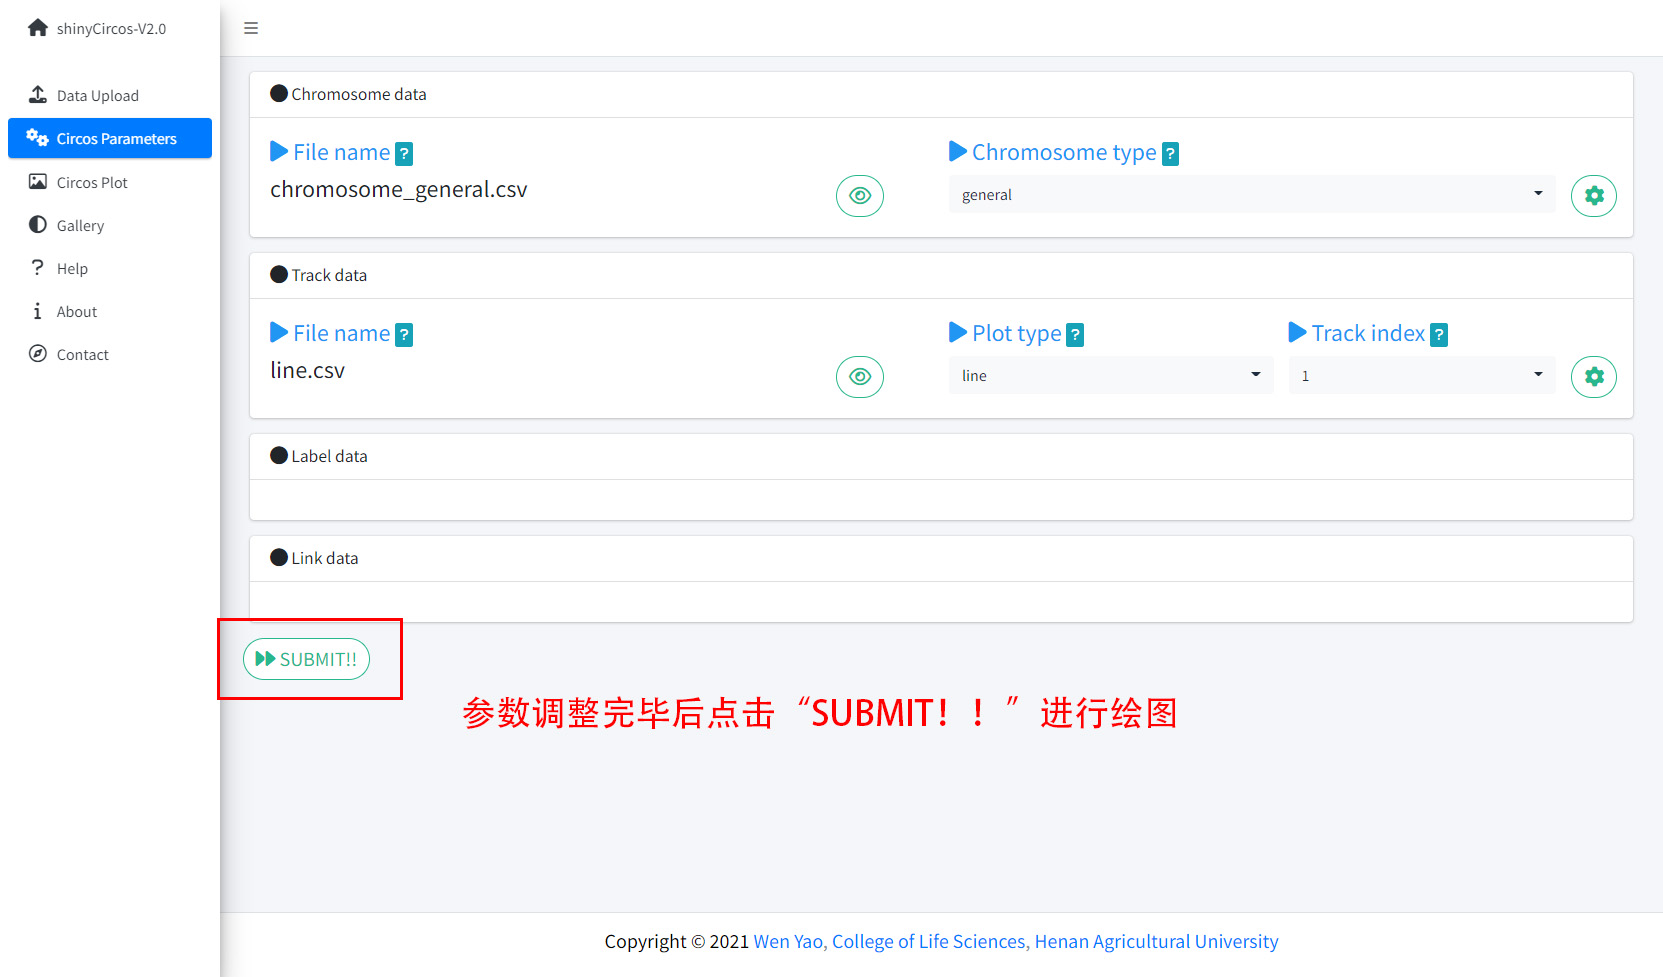 shinyCircos-V2.0
Data Upload
Circos Parameters
Circos Plot
Gallery
Help
About
Contact
Chromosome data
File name ?
Chromosome type ?
chromosome_general.csv
general
Track data
File name ?
Plot type ?
Track index ?
line.csv
line
1
Label data
Link data
SUBMIT!!
参数调整完毕后点击“SUBMIT！！”进行绘图
Copyright © 2021 Wen Yao, College of Life Sciences, Henan Agricultural University